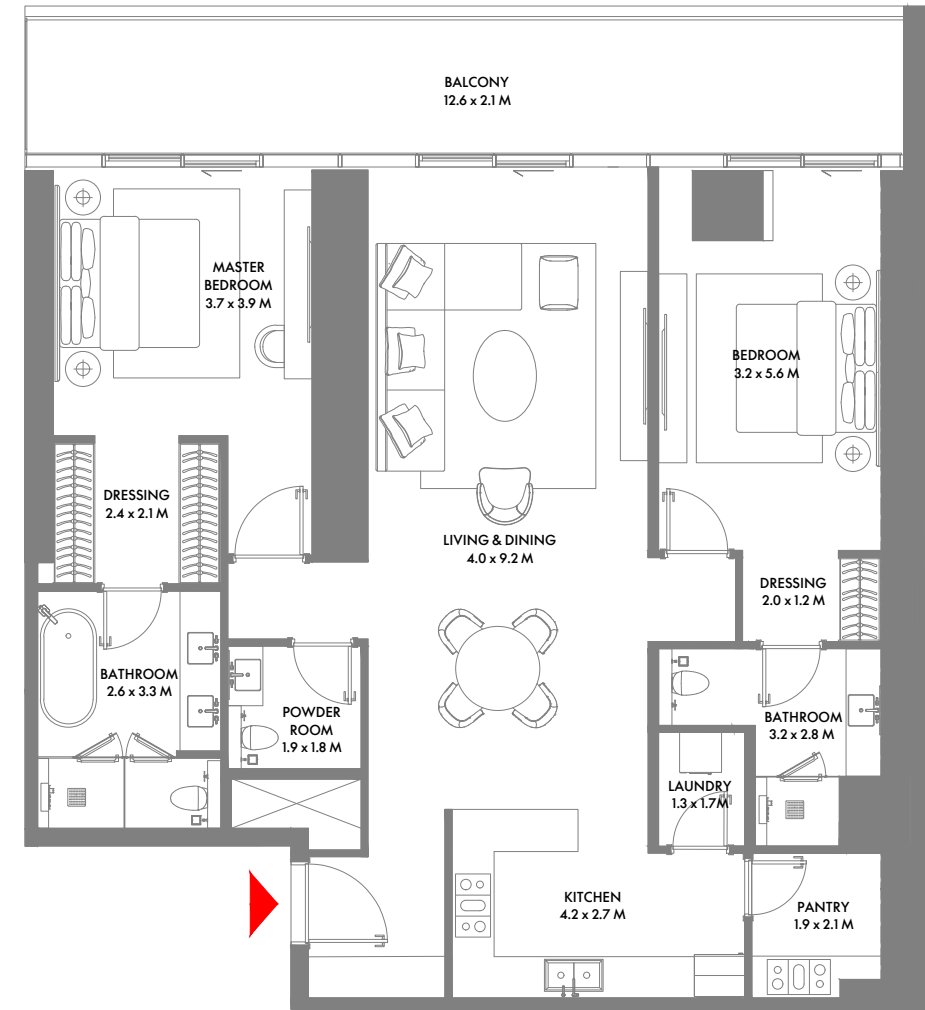 BALCONY
12.6 x 2.1 M
MASTER
BEDROOM
3.7 x 3.9 M
BEDROOM
3.2 x 5.6 M
DRESSING
2.4 x 2.1 M
LIVING & DINING
4.0 x 9.2 M
DRESSING
2.0 x 1.2 M
BATHROOM
2.6 x 3.3 M
POWDER
ROOM
1.9 x 1.8 M
BATHROOM
3.2 x 2.8 M
LAUNDRY
1.3 x 1.7M
KITCHEN
4.2 x 2.7 M
PANTRY
1.9 x 2.1 M